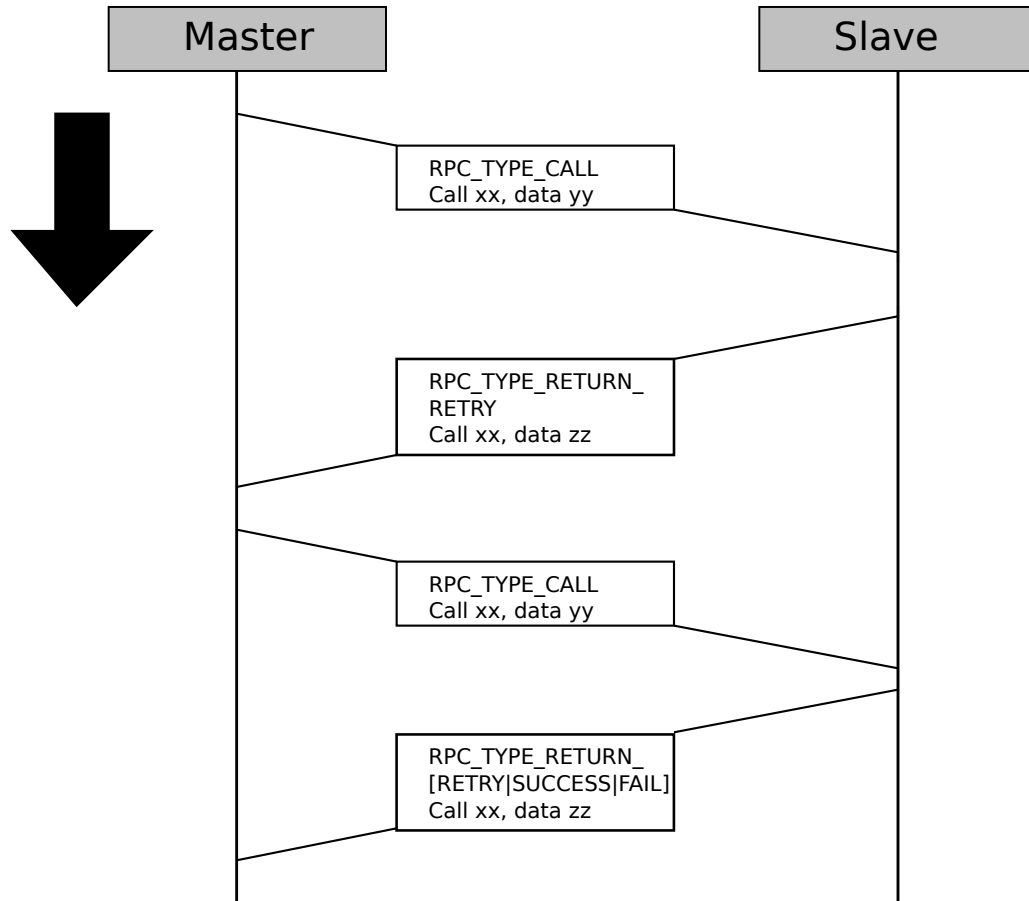 Master
Slave
RPC_TYPE_CALL
Call xx, data yy
RPC_TYPE_RETURN_
RETRY
Call xx, data zz
RPC_TYPE_CALL
Call xx, data yy
RPC_TYPE_RETURN_
[RETRY|SUCCESS|FAIL]
Call xx, data zz